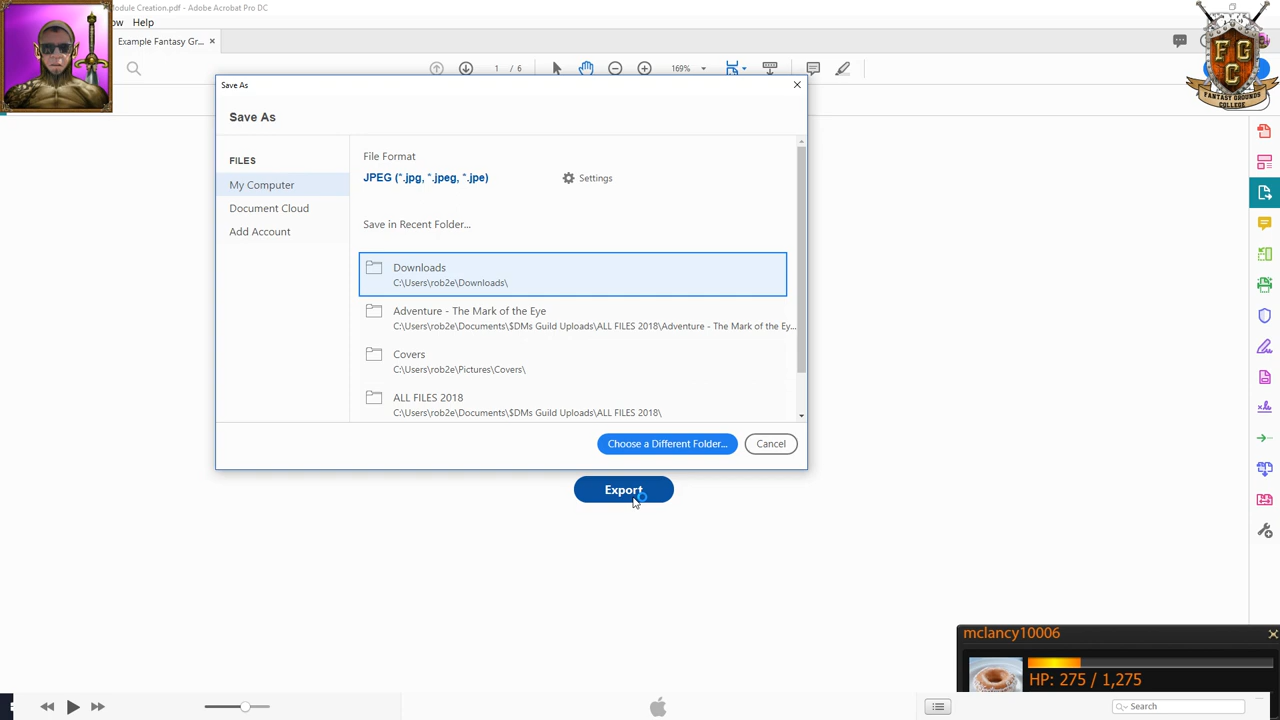 Module Creation.pdf - Adobe Acrobat Pro DC
Help
Example Fantasy Gr...
1 / 6
169%
Save As
Save As
FILES
My Computer
Document Cloud
Add Account
File Format
JPEG (*.jpg, *.jpeg, *.jpe)
Settings
Save in Recent Folder...
Downloads
C:\Users\rob2e\Downloads\
Adventure - The Mark of the Eye
C:\Users\rob2e\Documents\$DMs Guild Uploads\ALL FILES 2018\Adventure - The Mark of the Ey...
Covers
C:\Users\rob2e\Pictures\Covers\
ALL FILES 2018
C:\Users\rob2e\Documents\$DMs Guild Uploads\ALL FILES 2018\
Choose a Different Folder...
Cancel
Export
FGC
FANTASY GROUNDS
COLLEGE
mclancy10006
HP: 275 / 1,275
Search